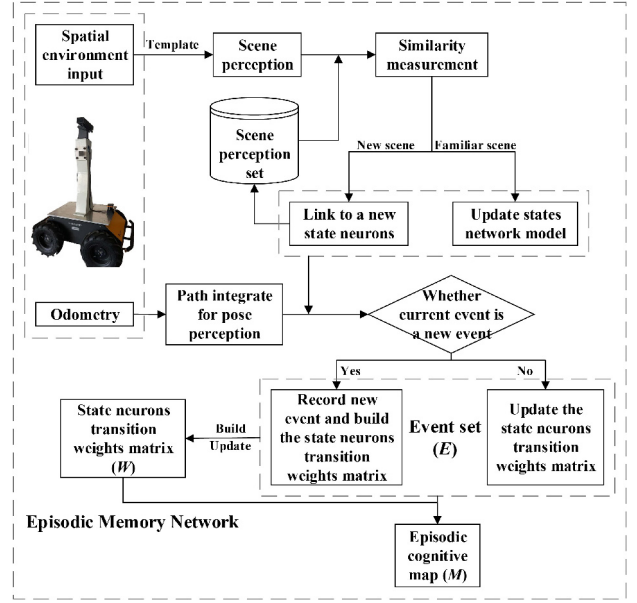 Spatial
environment
input
Template
Scene
perception
Similarity
measurement
Scene
perception
set
New scene
Familiar scene
Link to a new
state neurons
Update states
network model
Odometry
Path integrate
for pose
perception
Whether
current event is
a new event
Yes
No
State neurons
transition
weights matrix
(W)
Build
Update
Record new
event and build
the state neurons
transition
weights matrix
Event set
(E)
Update the
state neurons
transition
weights matrix
Episodic Memory Network
Episodic
cognitive
map (M)